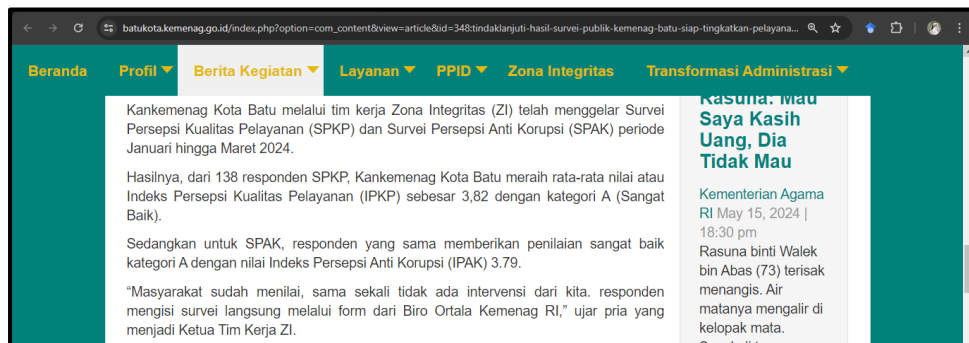 batukota.kemenag.go.id/index.php?option=com_content&view=article&id=348:tindaklanjuti-hasil-survei-publik-kemenag-batu-siap-tingkatkan-pelayana...
Beranda Profil Berita Kegiatan Layanan PPID Zona Integritas Transformasi Administrasi
Kankemenag Kota Batu melalui tim kerja Zona Integritas (ZI) telah menggelar Survei
Persepsi Kualitas Pelayanan (SPKP) dan Survei Persepsi Anti Korupsi (SPAK) periode
Januari hingga Maret 2024.
Hasilnya, dari 138 responden SPKP, Kankemenag Kota Batu meraih rata-rata nilai atau
Indeks Persepsi Kualitas Pelayanan (IPKP) sebesar 3,82 dengan kategori A (Sangat
Baik).
Sedangkan untuk SPAK, responden yang sama memberikan penilaian sangat baik
kategori A dengan nilai Indeks Persepsi Anti Korupsi (IPAK) 3.79.
“Masyarakat sudah menilai, sama sekali tidak ada intervensi dari kita. responden
mengisi survei langsung melalui form dari Biro Ortala Kemenag RI,” ujar pria yang
menjadi Ketua Tim Kerja ZI.
Rasuna: Mau
Saya Kasih
Uang, Dia
Tidak Mau
Kementerian Agama
RI May 15, 2024 |
18:30 pm
Rasuna binti Walek
bin Abas (73) terisak
menangis. Air
matanya mengalir di
kelopak mata.